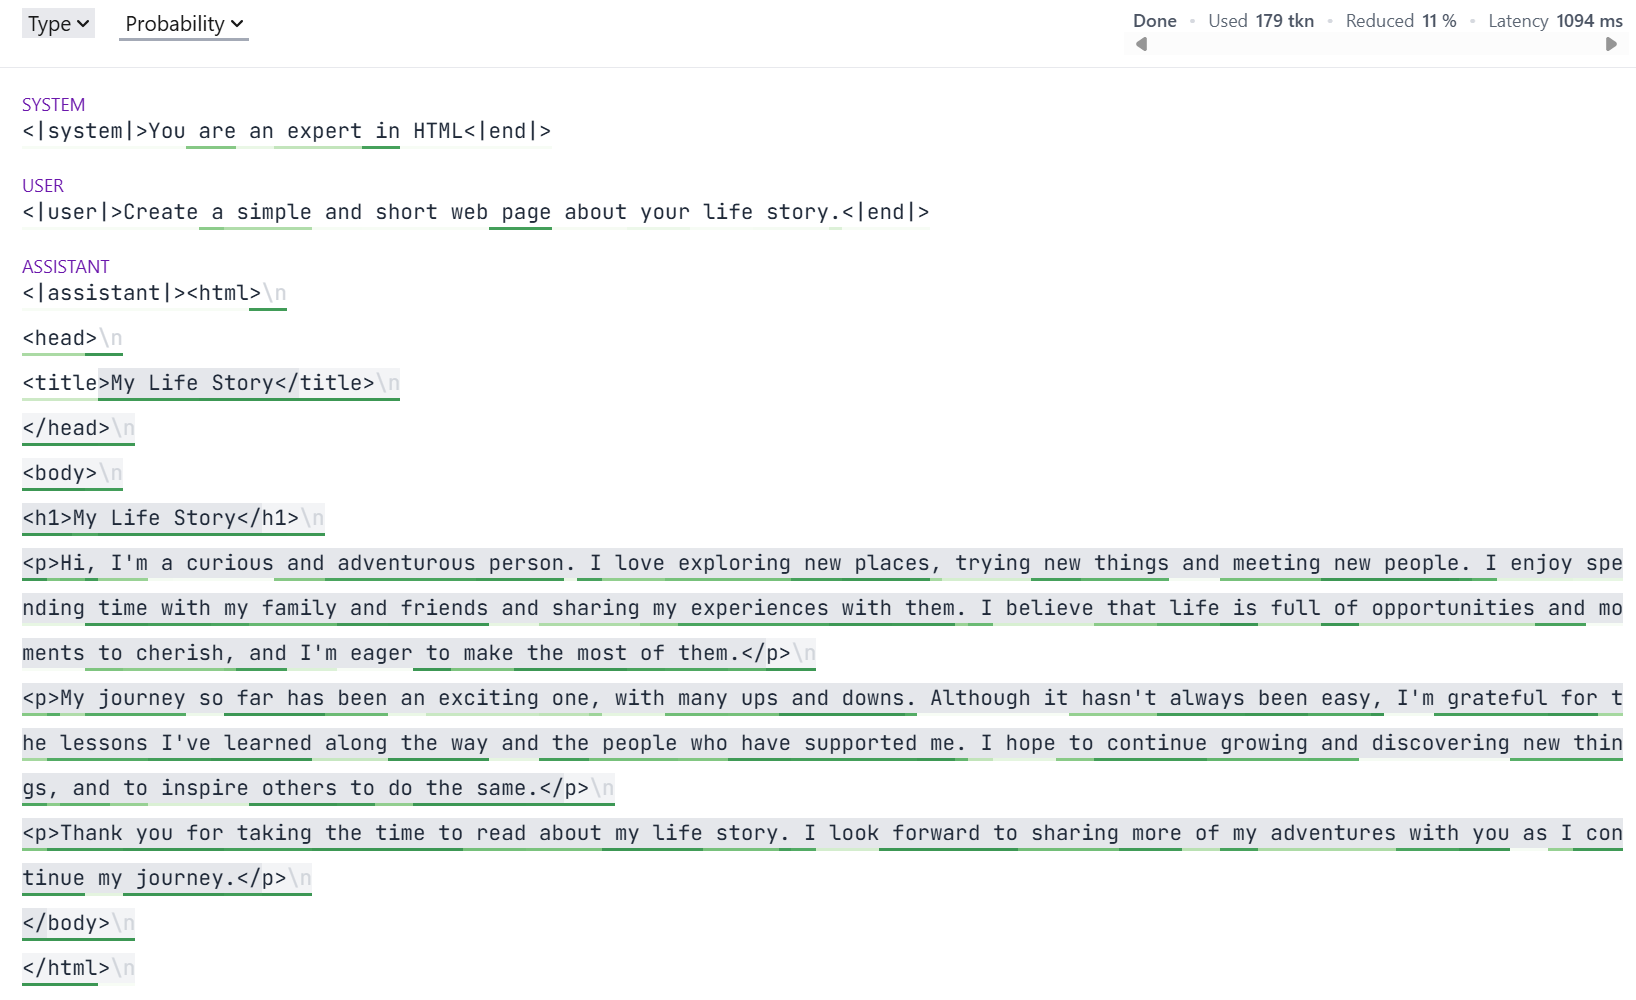 Type Probability Done • Used 179 tkn • Reduced 11 % • Latency 1094 ms
SYSTEM
<|system|>You are an expert in HTML<|end|>
USER
<|user|>Create a simple and short web page about your life story.<|end|>
ASSISTANT
<|assistant|><html>\n
<head>\n
<title>My Life Story</title>\n
</head>\n
<body>\n
<h1>My Life Story</h1>\n
<p>Hi, I'm a curious and adventurous person. I love exploring new places, trying new things and meeting new people. I enjoy spe
nding time with my family and friends and sharing my experiences with them. I believe that life is full of opportunities and mo
ments to cherish, and I'm eager to make the most of them.</p>\n
<p>My journey so far has been an exciting one, with many ups and downs. Although it hasn't always been easy, I'm grateful for t
he lessons I've learned along the way and the people who have supported me. I hope to continue growing and discovering new thin
gs, and to inspire others to do the same.</p>\n
<p>Thank you for taking the time to read about my life story. I look forward to sharing more of my adventures with you as I con
tinue my journey.</p>\n
</body>\n
</html>\n